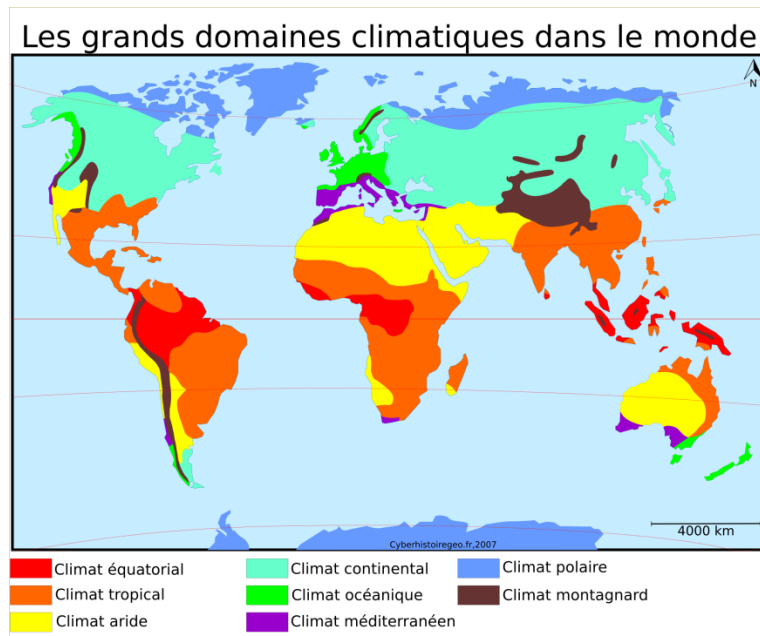 Les grands domaines climatiques dans le monde
N
4000 km
Cyberhistoiregeo.fr,2007
Climat équatorial
Climat continental
Climat polaire
Climat tropical
Climat océanique
Climat montagnard
Climat aride
Climat méditerranéen